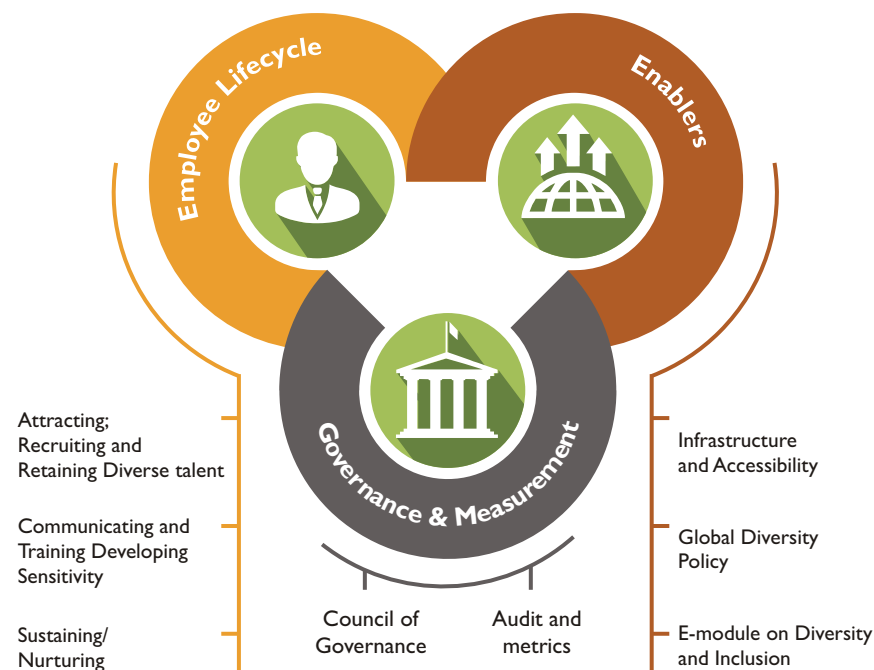 Employee Lifecycle
Enablers
Governance & Measurement
Attracting;
Recruiting and
Retaining Diverse talent
Communicating and
Training Developing
Sensitivity
Sustaining/
Nurturing
Council of
Governance
Audit and
metrics
Infrastructure
and Accessibility
Global Diversity
Policy
E-module on Diversity
and Inclusion